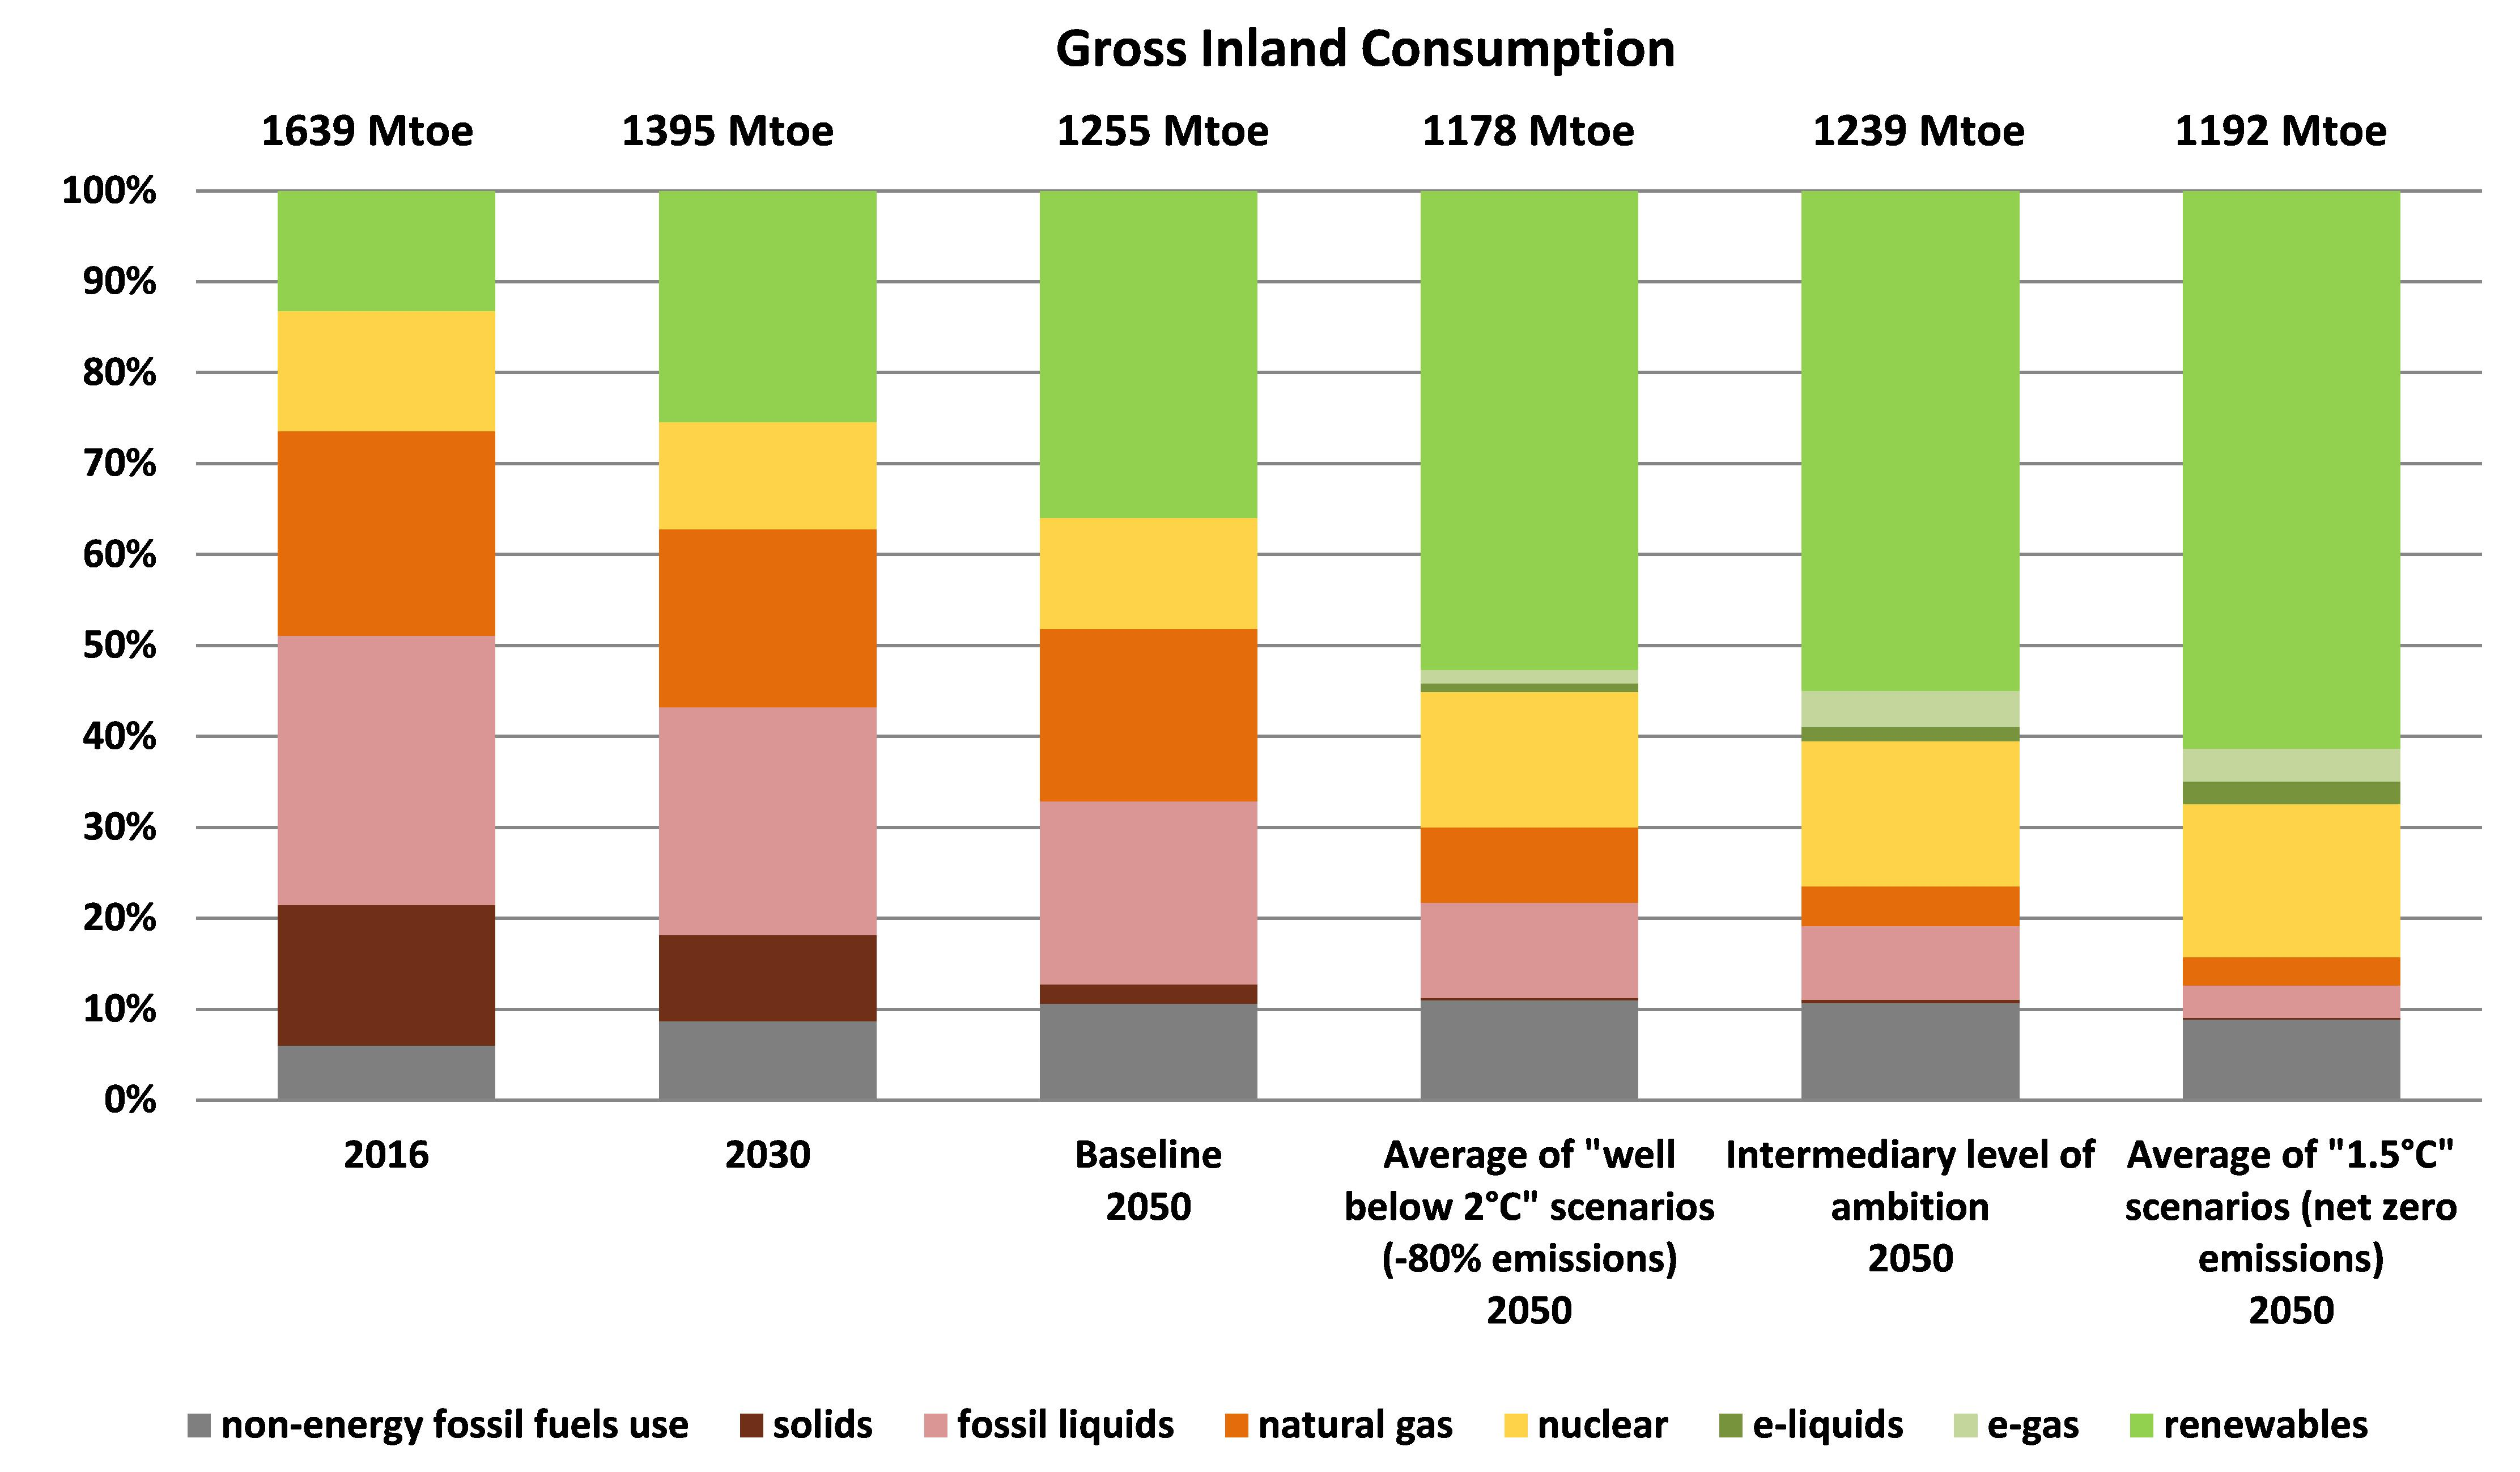 Gross Inland Consumption
1639 Mtoe 1395 Mtoe 1255 Mtoe 1178 Mtoe 1239 Mtoe 1192 Mtoe
100%
90%
80%
70%
60%
50%
40%
30%
20%
10%
0%
2016
2030
Baseline
2050
Average of "well
below 2°C" scenarios
(-80% emissions)
2050
Intermediary level of
ambition
2050
Average of "1.5°C"
scenarios (net zero
emissions)
2050
non-energy fossil fuels use solids fossil liquids natural gas nuclear e-liquids e-gas renewables